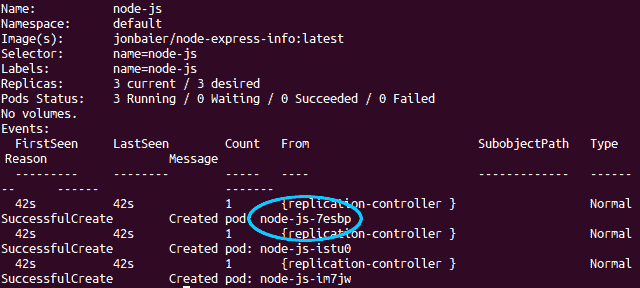 Name: node-js
Namespace: default
Image(s): jonbaier/node-express-info:latest
Selector: name=node-js
Labels: name=node-js
Replicas: 3 current / 3 desired
Pods Status: 3 Running / 0 Waiting / 0 Succeeded / 0 Failed
No volumes.
Events:
FirstSeen LastSeen Count From SubobjectPath Type
Reason Message
--------- -------- ----- ---- ------------- ------
-- ------ -------
42s 42s 1 {replication-controller } Normal
SuccessfulCreate Created pod: node-js-7esbp
42s 42s 1 {replication-controller } Normal
SuccessfulCreate Created pod: node-js-istu0
42s 42s 1 {replication-controller } Normal
SuccessfulCreate Created pod: node-js-im7jw